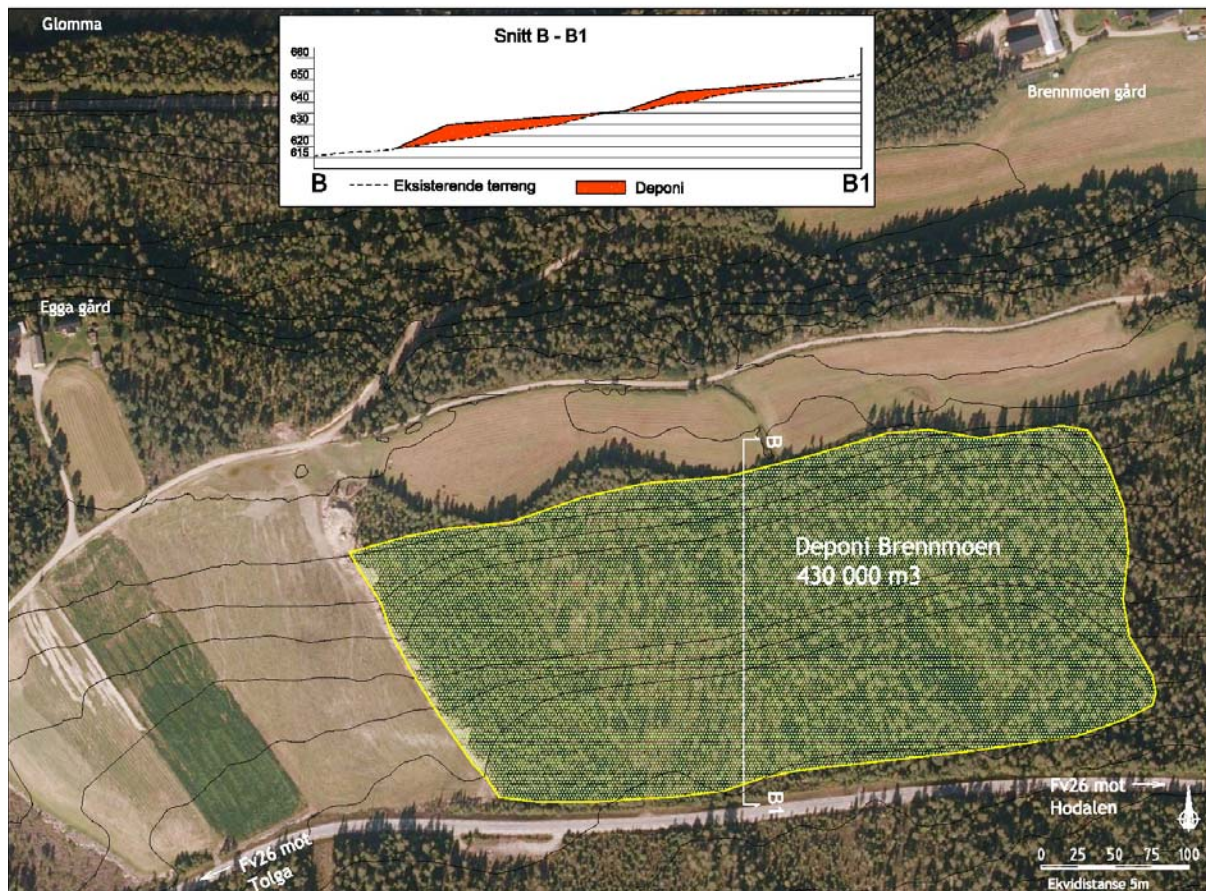 Glomma
Snitt B - B1
660
650
640
630
620
615
B
Eksisterende terreng
Deponi
B1
Brennmoen gård
Egga gård
B
Deponi Brennmoen
430 000 m3
B1
Fv26 mot
Hodalen
Fv26 mot
Tolga
0 25 50 75 100
Ekvidistanse 5m